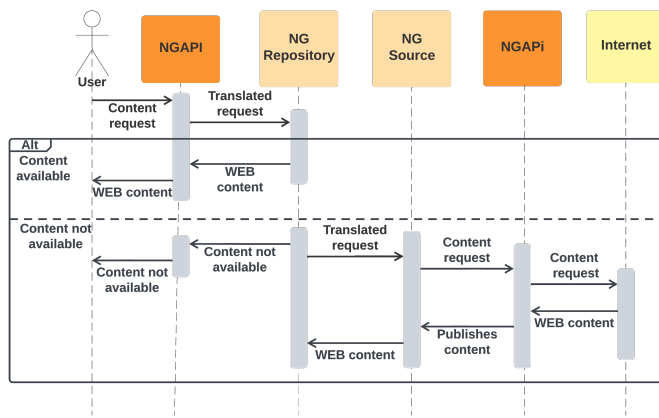 NGAPI
NG
Repository
NG
Source
NGAPi
Internet
User
Content
request
Translated
request
Alt
Content
available
WEB
content
WEB content
Content not
available
Translated
request
Content not
available
Content not
available
Content
request
Content
request
WEB content
Publishes
content
WEB content